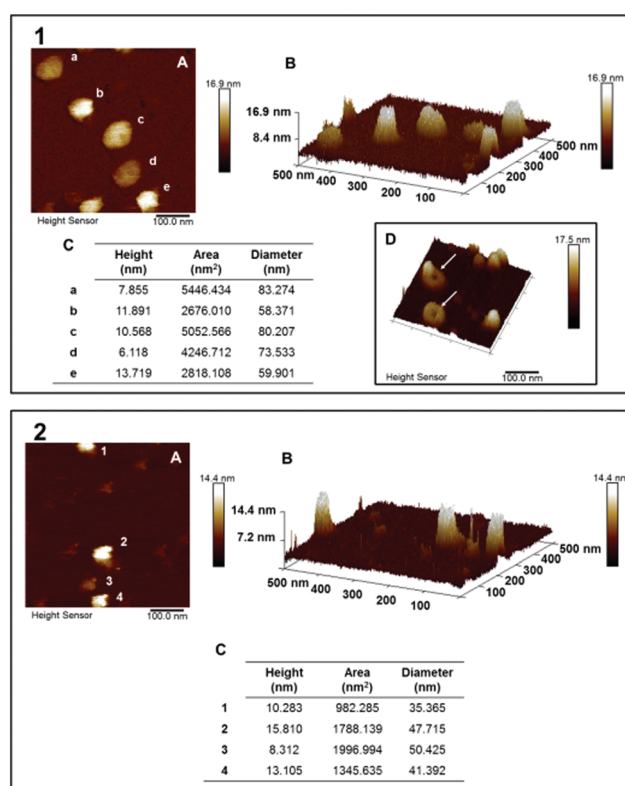 1
A
a
b
c
d
e
16.9 nm
Height Sensor
100.0 nm
B
16.9 nm
8.4 nm
500 nm
400
300
200
100
100
200
300
400
500 nm
16.9 nm
C
Height (nm) Area (nm²) Diameter (nm)
a 7.855 5446.434 83.274
b 11.891 2676.010 58.371
c 10.568 5052.566 80.207
d 6.118 4246.712 73.533
e 13.719 2818.108 59.901
D
17.5 nm
Height Sensor
100.0 nm
2
A
1
2
3
4
14.4 nm
Height Sensor
100.0 nm
B
14.4 nm
7.2 nm
500 nm
400
300
200
100
100
200
300
400
500 nm
14.4 nm
C
Height (nm) Area (nm²) Diameter (nm)
1 10.283 982.285 35.365
2 15.810 1788.139 47.715
3 8.312 1996.994 50.425
4 13.105 1345.635 41.392